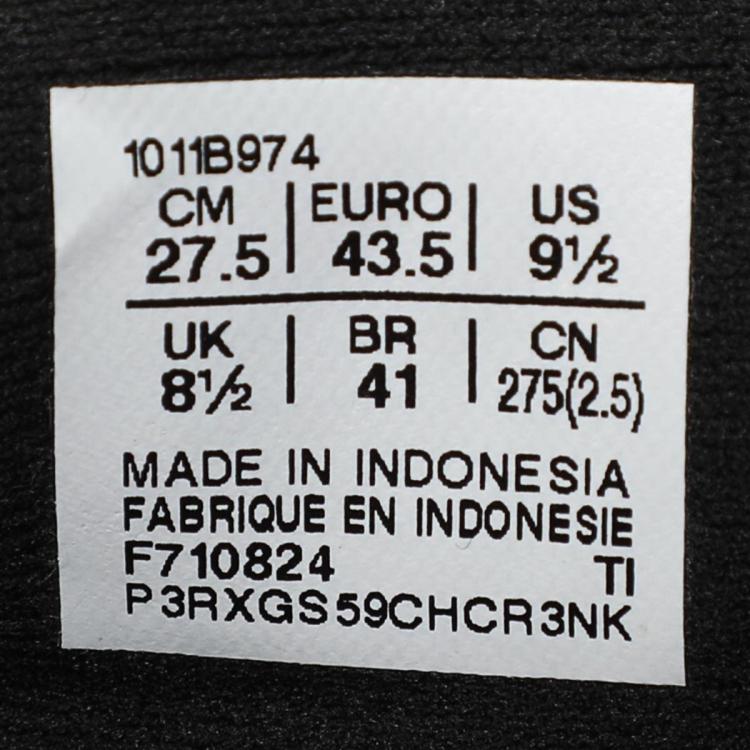 1011B974
CM | EURO | US
27.5 | 43.5 | 9½
UK | BR | CN
8½ | 41 | 275(2.5)
MADE IN INDONESIA
FABRIQUE EN INDONESIE
F710824 TI
P3RXGS59CHCR3NK